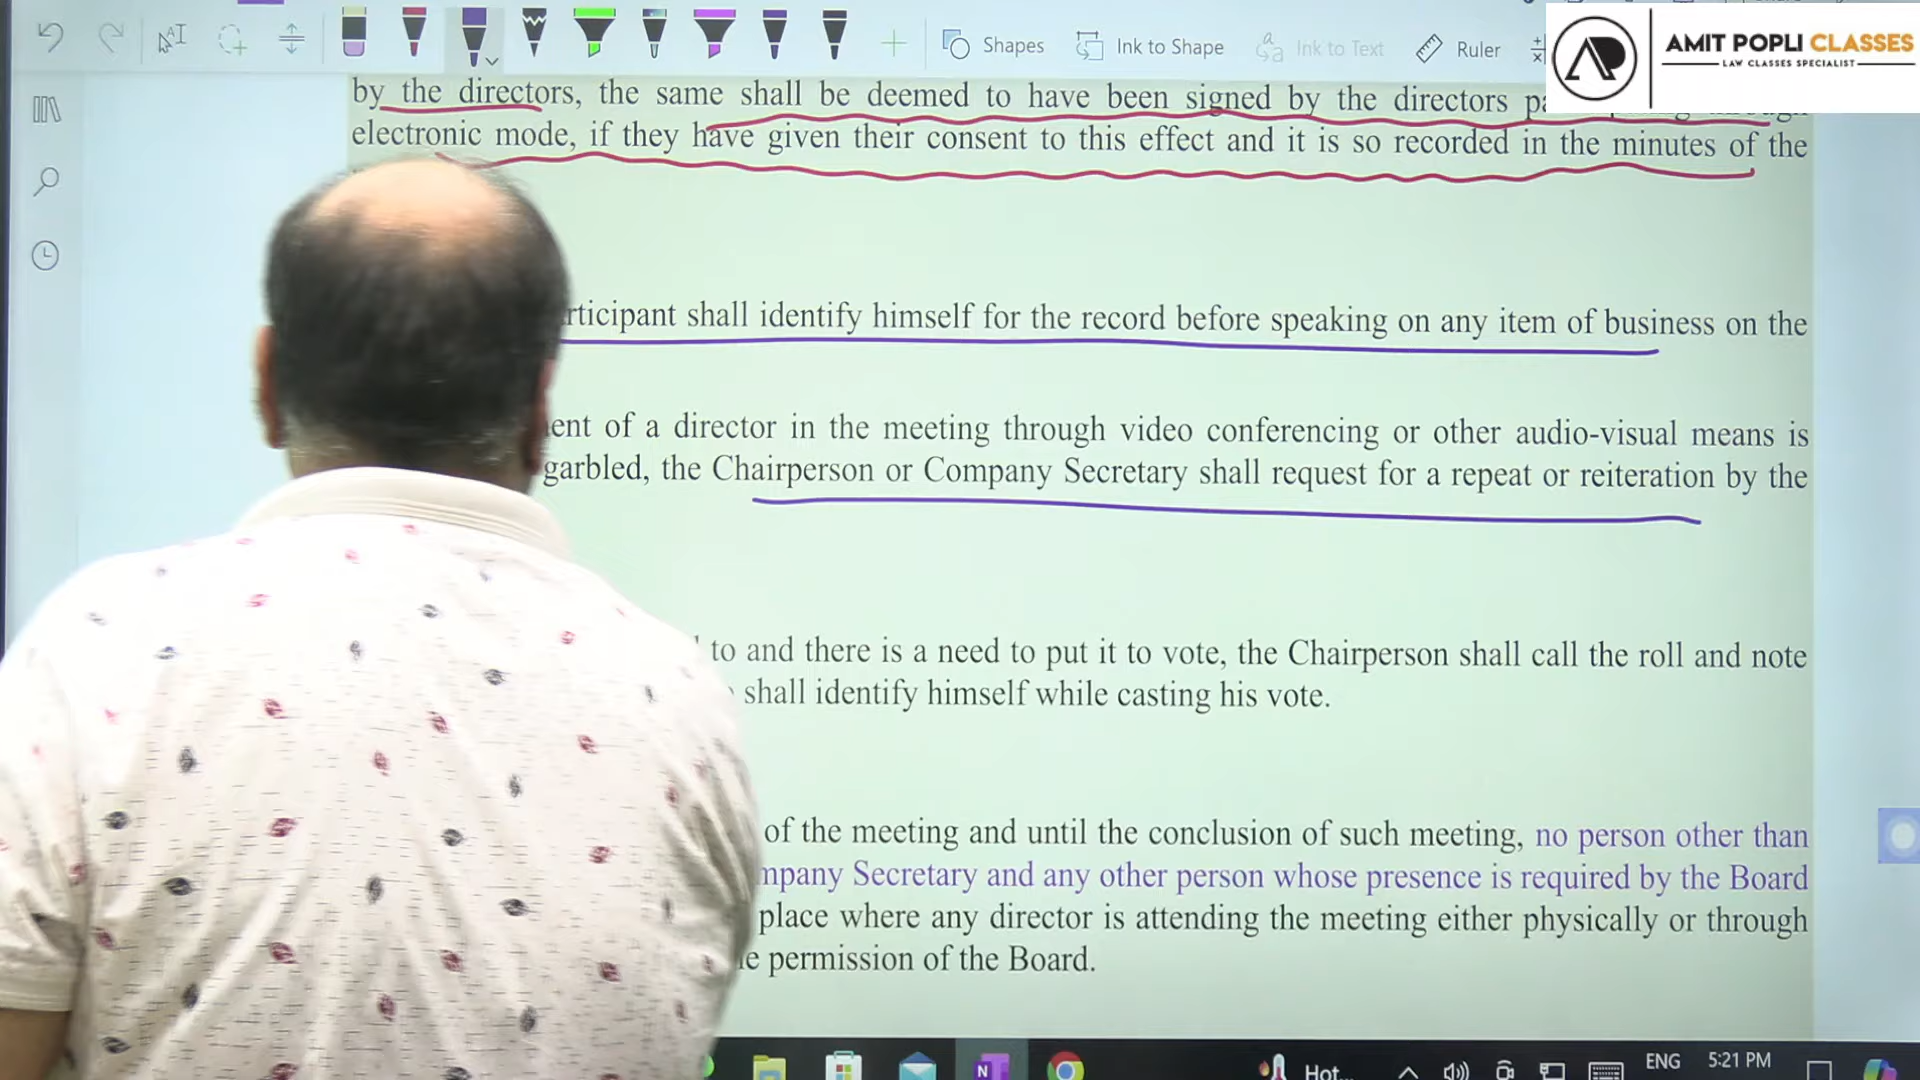 Shapes
Ink to Shape
Ink to Text
Ruler
AMIT POPLI CLASSES
LAW CLASSES SPECIALIST
by the directors, the same shall be deemed to have been signed by the directors
electronic mode, if they have given their consent to this effect and it is so recorded in the minutes of the
shall identify himself for the record before speaking on any item of business on the
of a director in the meeting through video conferencing or other audio-visual means is
garbled, the Chairperson or Company Secretary shall request for a repeat or reiteration by the
to and there is a need to put it to vote, the Chairperson shall call the roll and note
shall identify himself while casting his vote.
of the meeting and until the conclusion of such meeting, no person other than
Secretary and any other person whose presence is required by the Board
place where any director is attending the meeting either physically or through
permission of the Board.
Hot...
ENG
5:21 PM